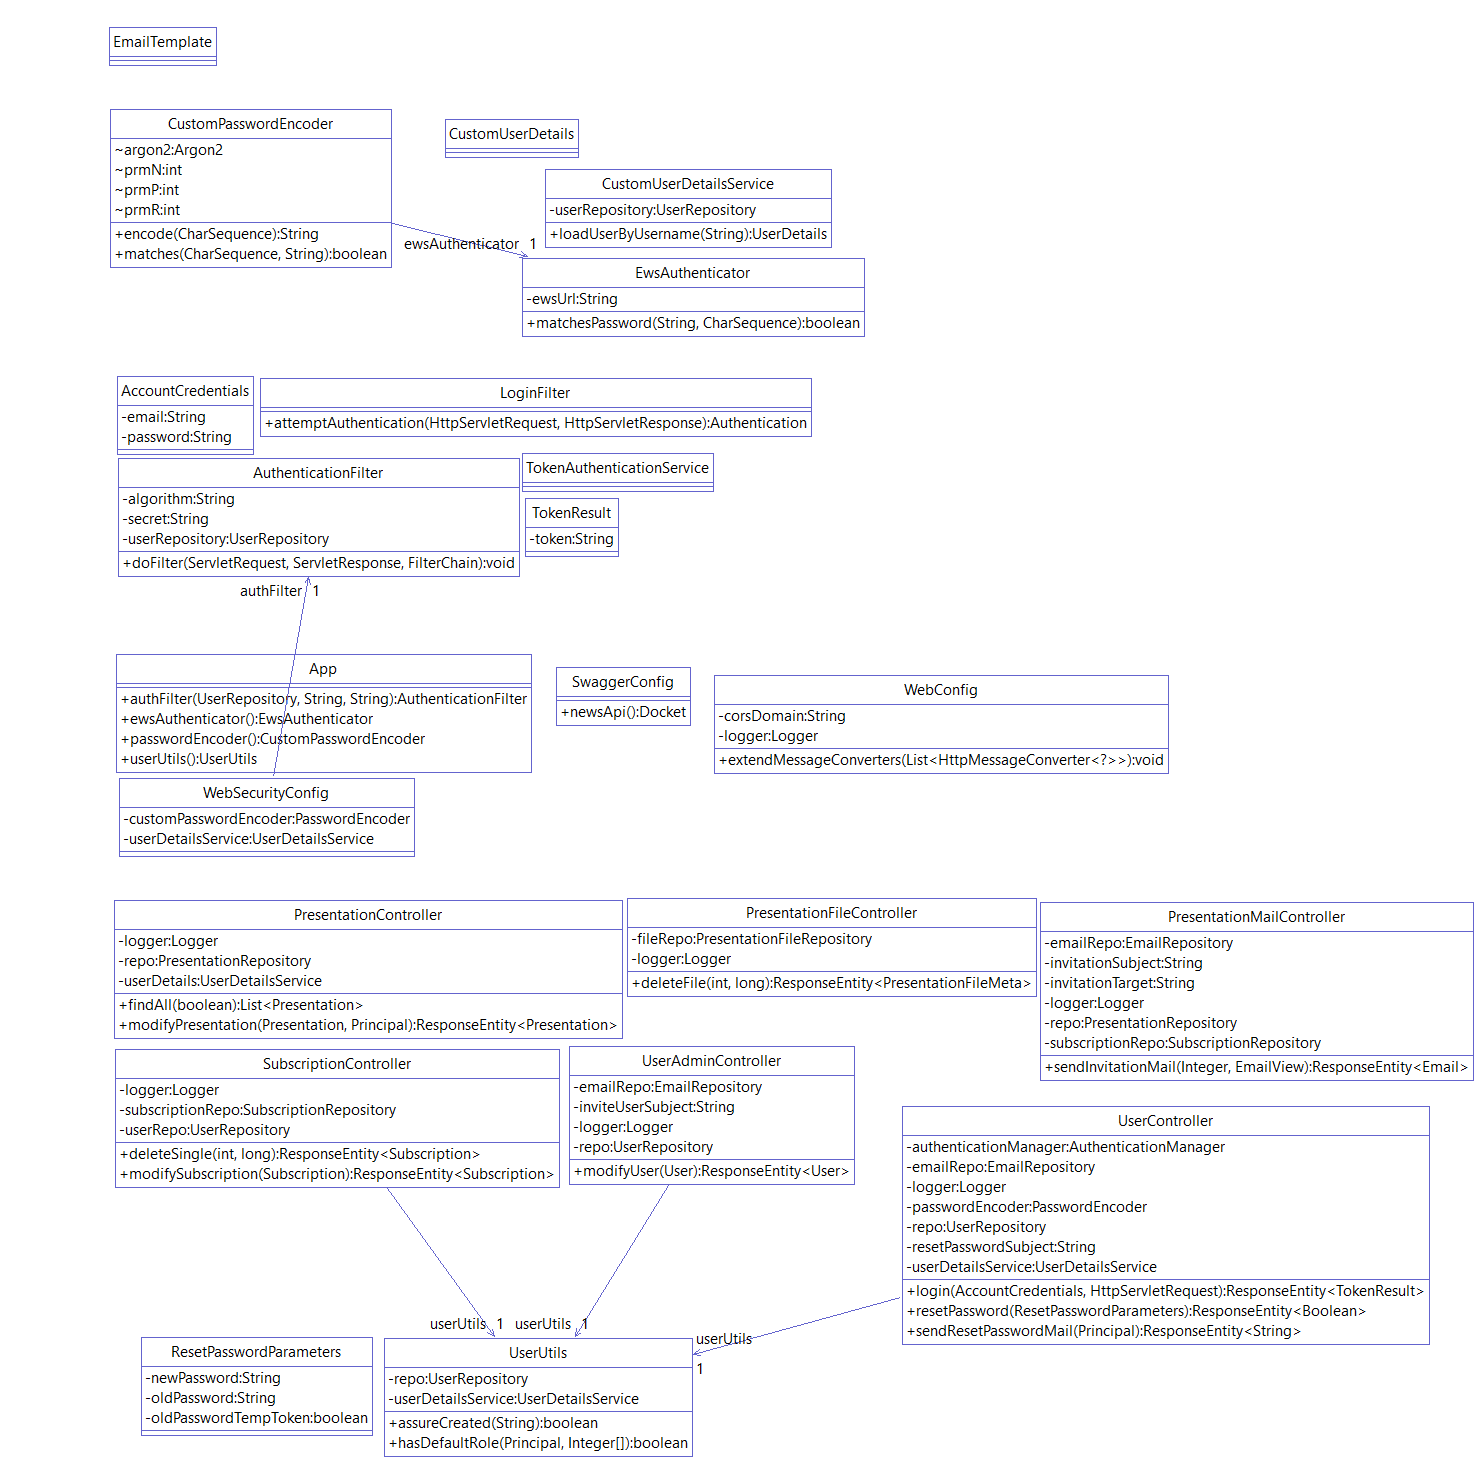 EmailTemplate
CustomPasswordEncoder
~argon2:Argon2
~prmN:int
~prmP:int
~prmR:int
+encode(CharSequence):String
+matches(CharSequence, String):boolean
CustomUserDetails
CustomUserDetailsService
-userRepository:UserRepository
+loadUserByUsername(String):UserDetails
ewsAuthenticator 1
EwsAuthenticator
-ewsUrl:String
+matchesPassword(String, CharSequence):boolean
AccountCredentials
-email:String
-password:String
LoginFilter
+attemptAuthentication(HttpServletRequest, HttpServletResponse):Authentication
AuthenticationFilter
-algorithm:String
-secret:String
-userRepository:UserRepository
+doFilter(ServletRequest, ServletResponse, FilterChain):void
TokenAuthenticationService
TokenResult
-token:String
authFilter 1
App
+authFilter(UserRepository, String, String):AuthenticationFilter
+ewsAuthenticator():EwsAuthenticator
+passwordEncoder():CustomPasswordEncoder
+userUtils():UserUtils
SwaggerConfig
+newsApi():Docket
WebConfig
-corsDomain:String
-logger:Logger
+extendMessageConverters(List<HttpMessageConverter<?>>):void
WebSecurityConfig
-customPasswordEncoder:PasswordEncoder
-userDetailsService:UserDetailsService
PresentationController
-logger:Logger
-repo:PresentationRepository
-userDetails:UserDetailsService
+findAll(boolean):List<Presentation>
+modifyPresentation(Presentation, Principal):ResponseEntity<Presentation>
PresentationFileController
-fileRepo:PresentationFileRepository
-logger:Logger
+deleteFile(int, long):ResponseEntity<PresentationFileMeta>
PresentationMailController
-emailRepo:EmailRepository
-invitationSubject:String
-invitationTarget:String
-logger:Logger
-repo:PresentationRepository
-subscriptionRepo:SubscriptionRepository
+sendInvitationMail(Integer, EmailView):ResponseEntity<Email>
SubscriptionController
-logger:Logger
-subscriptionRepo:SubscriptionRepository
-userRepo:UserRepository
+deleteSingle(int, long):ResponseEntity<Subscription>
+modifySubscription(Subscription):ResponseEntity<Subscription>
UserAdminController
-emailRepo:EmailRepository
-inviteUserSubject:String
-logger:Logger
-repo:UserRepository
+modifyUser(User):ResponseEntity<User>
UserController
-authenticationManager:AuthenticationManager
-emailRepo:EmailRepository
-logger:Logger
-passwordEncoder:PasswordEncoder
-repo:UserRepository
-resetPasswordSubject:String
-userDetailsService:UserDetailsService
+login(AccountCredentials, HttpServletRequest):ResponseEntity<TokenResult>
+resetPassword(ResetPasswordParameters):ResponseEntity<Boolean>
+sendResetPasswordMail(Principal):ResponseEntity<String>
userUtils 1
userUtils 1
userUtils
1
ResetPasswordParameters
-newPassword:String
-oldPassword:String
-oldPasswordTempToken:boolean
UserUtils
-repo:UserRepository
-userDetailsService:UserDetailsService
+assureCreated(String):boolean
+hasDefaultRole(Principal, Integer[]):boolean